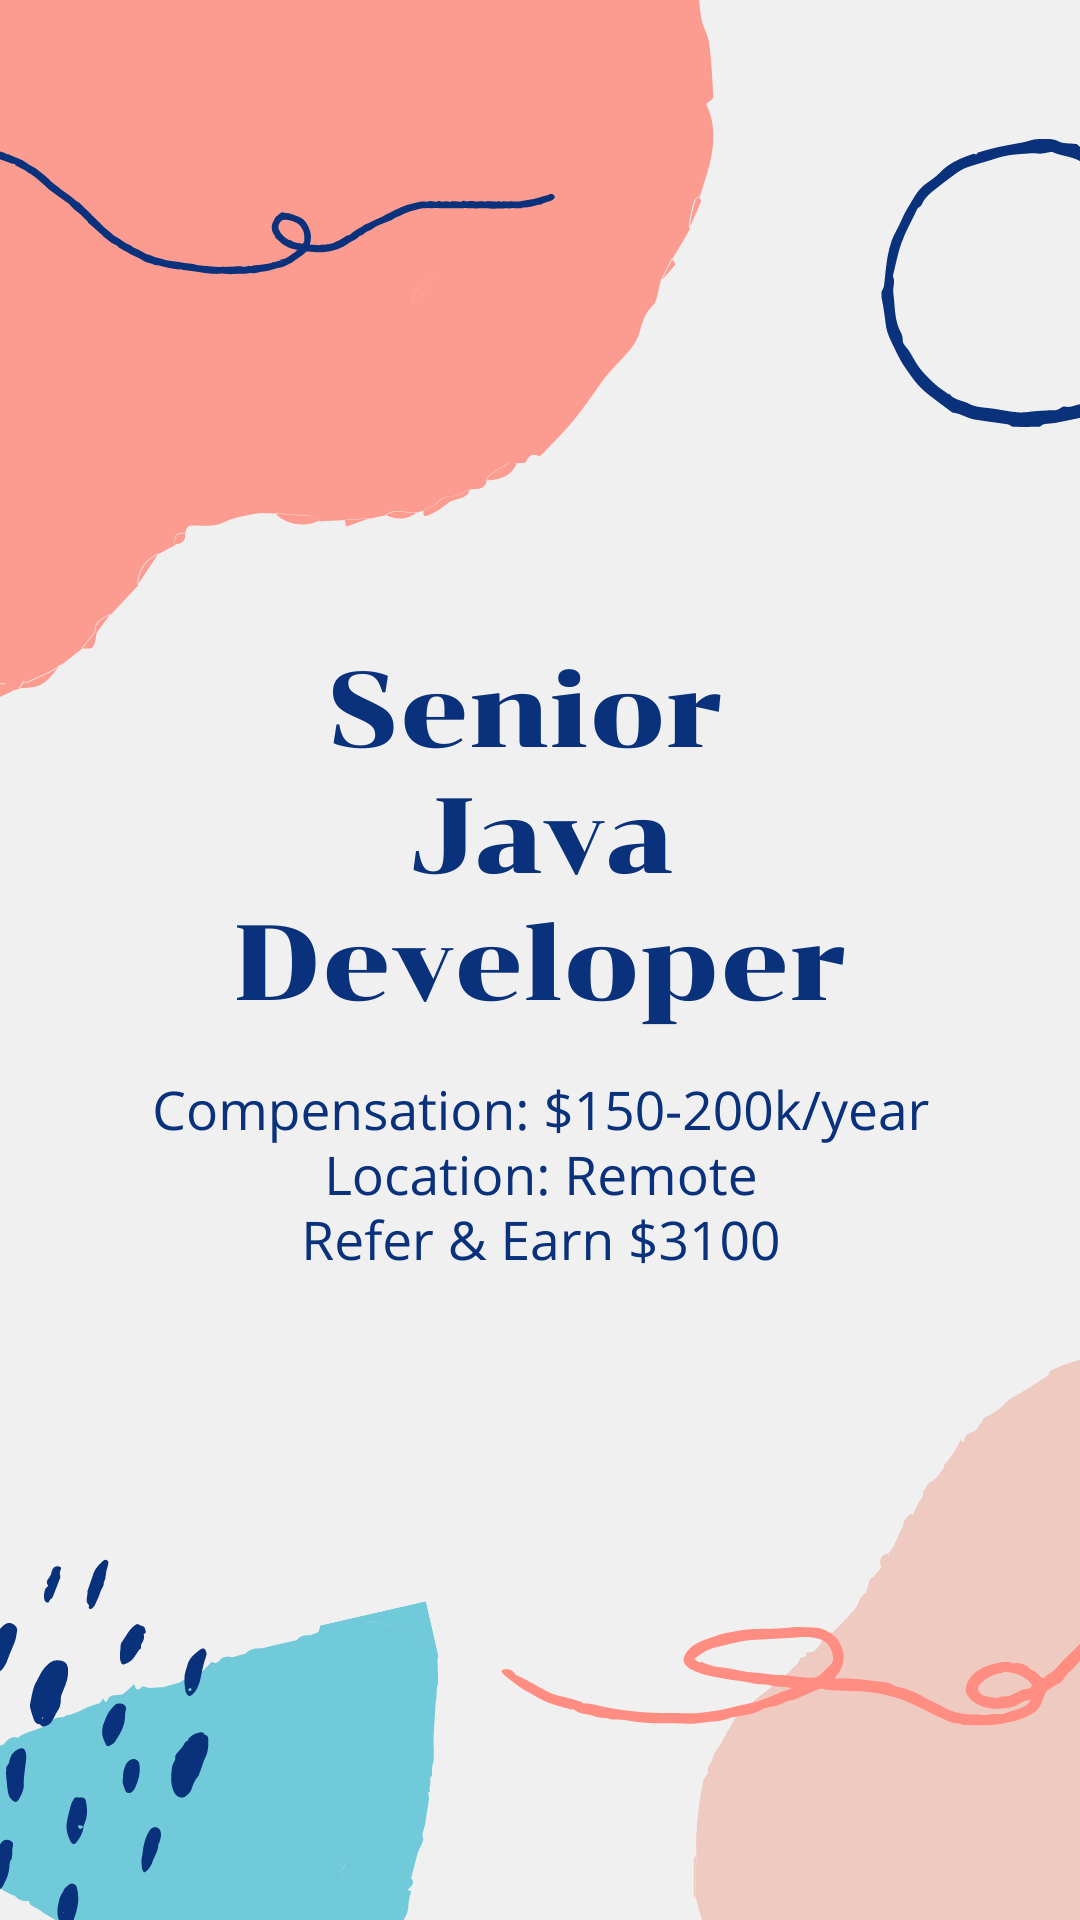 Senior
Java
Developer
Compensation: $150-200k/year
Location: Remote
Refer & Earn $3100